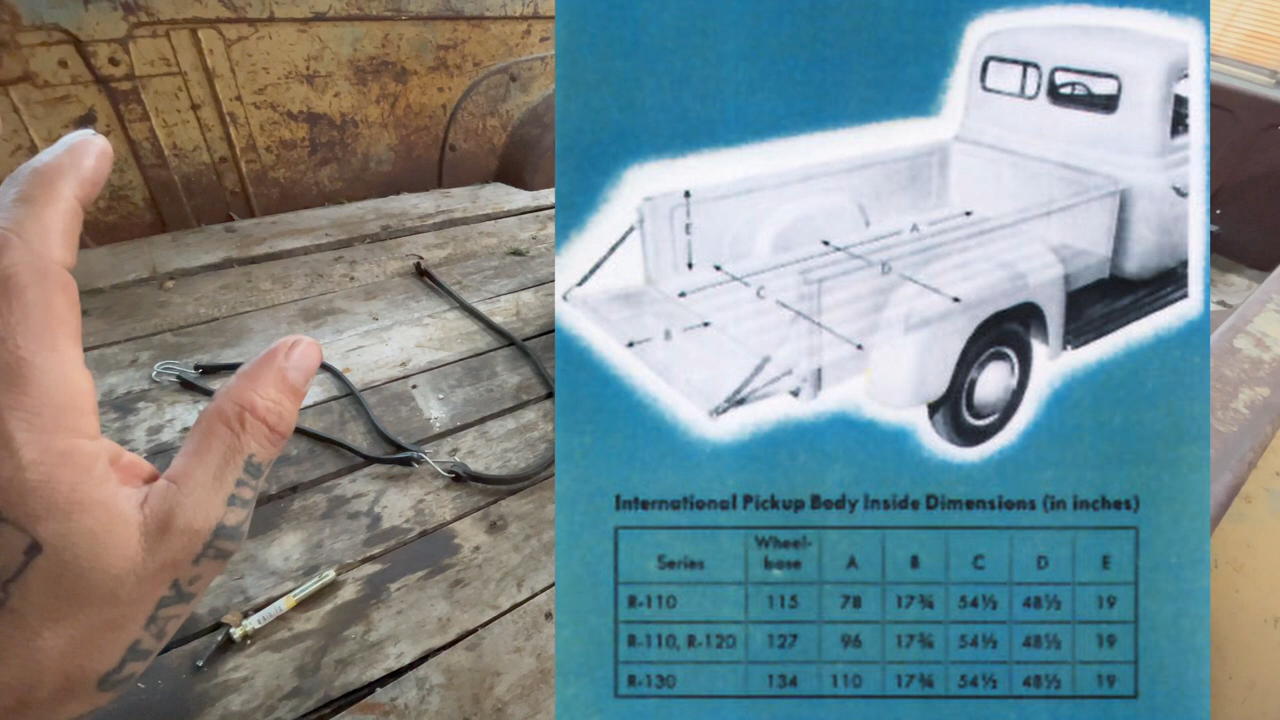 STAY TRUE
E
A
D
C
B
International Pickup Body Inside Dimensions (in inches)
Series Wheel-base A B C D E
R-110 115 78 17¾ 54½ 48½ 19
R-110, R-120 127 96 17¾ 54½ 48½ 19
R-130 134 110 17¾ 54½ 48½ 19